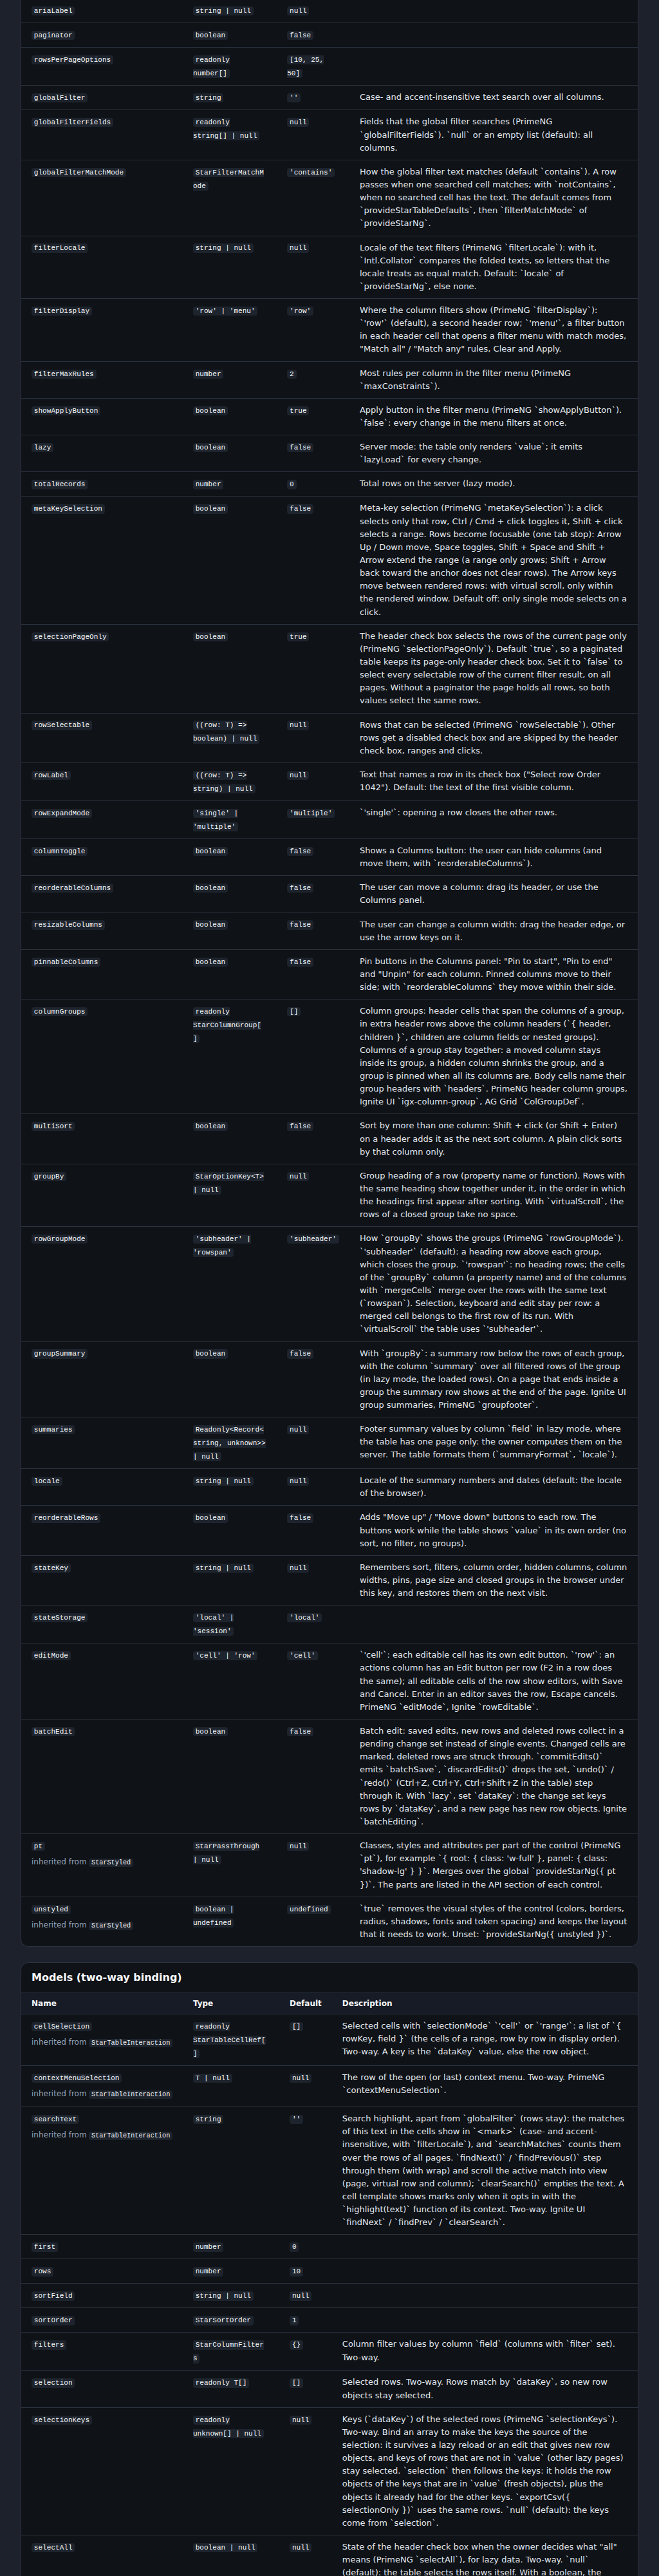 ariaLabel string | null null
paginator boolean false
rowsPerPageOptions readonly [10, 25,
number[] 50]
globalFilter string '' Case- and accent-insensitive text search over all columns.
globalFilterFields readonly null Fields that the global filter searches (PrimeNG
string[] | null `globalFilterFields`). `null` or an empty list (default): all
columns.
globalFilterMatchMode StarFilterMatchM 'contains' How the global filter text matches (default `contains`). A row
ode passes when one searched cell matches; with `notContains`,
when no searched cell has the text. The default comes from
`provideStarTableDefaults`, then `filterMatchMode` of
`provideStarNg`.
filterLocale string | null null Locale of the text filters (PrimeNG `filterLocale`): with it,
`Intl.Collator` compares the folded texts, so letters that the
locale treats as equal match. Default: `locale` of
`provideStarNg`, else none.
filterDisplay 'row' | 'menu' 'row' Where the column filters show (PrimeNG `filterDisplay`):
`'row'` (default), a second header row; `'menu'`, a filter button
in each header cell that opens a filter menu with match modes,
"Match all" / "Match any" rules, Clear and Apply.
filterMaxRules number 2 Most rules per column in the filter menu (PrimeNG
`maxConstraints`).
showApplyButton boolean true Apply button in the filter menu (PrimeNG `showApplyButton`).
`false`: every change in the menu filters at once.
lazy boolean false Server mode: the table only renders `value`; it emits
`lazyLoad` for every change.
totalRecords number 0 Total rows on the server (lazy mode).
metaKeySelection boolean false Meta-key selection (PrimeNG `metaKeySelection`): a click
selects only that row, Ctrl / Cmd + click toggles it, Shift + click
selects a range. Rows become focusable (one tab stop): Arrow
Up / Down move, Space toggles, Shift + Space and Shift +
Arrow extend the range (a range only grows; Shift + Arrow
back toward the anchor does not clear rows). The Arrow keys
move between rendered rows: with virtual scroll, only within
the rendered window. Default off: only single mode selects on a
click.
selectionPageOnly boolean true The header check box selects the rows of the current page only
(PrimeNG `selectionPageOnly`). Default `true`, so a paginated
table keeps its page-only header check box. Set it to `false` to
select every selectable row of the current filter result, on all
pages. Without a paginator the page holds all rows, so both
values select the same rows.
rowSelectable ((row: T) => null Rows that can be selected (PrimeNG `rowSelectable`). Other
boolean) | null rows get a disabled check box and are skipped by the header
check box, ranges and clicks.
rowLabel ((row: T) => null Text that names a row in its check box ("Select row Order
string) | null 1042"). Default: the text of the first visible column.
rowExpandMode 'single' | 'multiple' `'single'`: opening a row closes the other rows.
'multiple'
columnToggle boolean false Shows a Columns button: the user can hide columns (and
move them, with `reorderableColumns`).
reorderableColumns boolean false The user can move a column: drag its header, or use the
Columns panel.
resizableColumns boolean false The user can change a column width: drag the header edge, or
use the arrow keys on it.
pinnableColumns boolean false Pin buttons in the Columns panel: "Pin to start", "Pin to end"
and "Unpin" for each column. Pinned columns move to their
side; with `reorderableColumns` they move within their side.
columnGroups readonly [] Column groups: header cells that span the columns of a group,
StarColumnGroup[ in extra header rows above the column headers (`{ header,
] children }`, children are column fields or nested groups).
Columns of a group stay together: a moved column stays
inside its group, a hidden column shrinks the group, and a
group is pinned when all its columns are. Body cells name their
group headers with `headers`. PrimeNG header column groups,
Ignite UI `igx-column-group`, AG Grid `ColGroupDef`.
multiSort boolean false Sort by more than one column: Shift + click (or Shift + Enter)
on a header adds it as the next sort column. A plain click sorts
by that column only.
groupBy StarOptionKey<T> null Group heading of a row (property name or function). Rows with
| null the same heading show together under it, in the order in which
the headings first appear after sorting. With `virtualScroll`, the
rows of a closed group take no space.
rowGroupMode 'subheader' | 'subheader' How `groupBy` shows the groups (PrimeNG `rowGroupMode`).
'rowspan' `'subheader'` (default): a heading row above each group,
which closes the group. `'rowspan'`: no heading rows; the cells
of the `groupBy` column (a property name) and of the columns
with `mergeCells` merge over the rows with the same text
(`rowspan`). Selection, keyboard and edit stay per row: a
merged cell belongs to the first row of its run. With
`virtualScroll` the table uses `'subheader'`.
groupSummary boolean false With `groupBy`: a summary row below the rows of each group,
with the column `summary` over all filtered rows of the group
(in lazy mode, the loaded rows). On a page that ends inside a
group the summary row shows at the end of the page. Ignite UI
group summaries, PrimeNG `groupfooter`.
summaries Readonly<Record< null Footer summary values by column `field` in lazy mode, where
string, unknown>> the table has one page only: the owner computes them on the
| null server. The table formats them (`summaryFormat`, `locale`).
locale string | null null Locale of the summary numbers and dates (default: the locale
of the browser).
reorderableRows boolean false Adds "Move up" / "Move down" buttons to each row. The
buttons work while the table shows `value` in its own order (no
sort, no filter, no groups).
stateKey string | null null Remembers sort, filters, column order, hidden columns, column
widths, pins, page size and closed groups in the browser under
this key, and restores them on the next visit.
stateStorage 'local' | 'local'
'session'
editMode 'cell' | 'row' 'cell' `'cell'`: each editable cell has its own edit button. `'row'`: an
actions column has an Edit button per row (F2 in a row does
the same); all editable cells of the row show editors, with Save
and Cancel. Enter in an editor saves the row, Escape cancels.
PrimeNG `editMode`, Ignite `rowEditable`.
batchEdit boolean false Batch edit: saved edits, new rows and deleted rows collect in a
pending change set instead of single events. Changed cells are
marked, deleted rows are struck through. `commitEdits()`
emits `batchSave`, `discardEdits()` drops the set, `undo()` /
`redo()` (Ctrl+Z, Ctrl+Y, Ctrl+Shift+Z in the table) step
through it. With `lazy`, set `dataKey`: the change set keys
rows by `dataKey`, and a new page has new row objects. Ignite
`batchEditing`.
pt StarPassThrough null Classes, styles and attributes per part of the control (PrimeNG
inherited from StarStyled | null `pt`), for example `{ root: { class: 'w-full' }, panel: { class:
'shadow-lg' } }`. Merges over the global `provideStarNg({ pt
})`. The parts are listed in the API section of each control.
unstyled boolean | undefined `true` removes the visual styles of the control (colors, borders,
inherited from StarStyled undefined radius, shadows, fonts and token spacing) and keeps the layout
that it needs to work. Unset: `provideStarNg({ unstyled })`.
Models (two-way binding)
Name Type Default Description
cellSelection readonly [] Selected cells with `selectionMode` `'cell'` or `'range'`: a list of `{
inherited from StarTableInteraction StarTableCellRef[ rowKey, field }` (the cells of a range, row by row in display order).
] Two-way. A key is the `dataKey` value, else the row object.
contextMenuSelection T | null null The row of the open (or last) context menu. Two-way. PrimeNG
inherited from StarTableInteraction `contextMenuSelection`.
searchText string '' Search highlight, apart from `globalFilter` (rows stay): the matches
inherited from StarTableInteraction of this text in the cells show in `<mark>` (case- and accent-
insensitive, with `filterLocale`), and `searchMatches` counts them
over the rows of all pages. `findNext()` / `findPrevious()` step
through them (with wrap) and scroll the active match into view
(page, virtual row and column); `clearSearch()` empties the text. A
cell template shows marks only when it opts in with the
`highlight(text)` function of its context. Two-way. Ignite UI
`findNext` / `findPrev` / `clearSearch`.
first number 0
rows number 10
sortField string | null null
sortOrder StarSortOrder 1
filters StarColumnFilter {} Column filter values by column `field` (columns with `filter` set).
s Two-way.
selection readonly T[] [] Selected rows. Two-way. Rows match by `dataKey`, so new row
objects stay selected.
selectionKeys readonly null Keys (`dataKey`) of the selected rows (PrimeNG `selectionKeys`).
unknown[] | null Two-way. Bind an array to make the keys the source of the
selection: it survives a lazy reload or an edit that gives new row
objects, and keys of rows that are not in `value` (other lazy pages)
stay selected. `selection` then follows the keys: it holds the row
objects of the keys that are in `value` (fresh objects), plus the
objects it already had for the other keys. `exportCsv({
selectionOnly })` uses the same rows. `null` (default): the keys
come from `selection`.
selectAll boolean | null null State of the header check box when the owner decides what "all"
means (PrimeNG `selectAll`), for lazy data. Two-way. `null`
(default): the table selects the rows itself. With a boolean, the